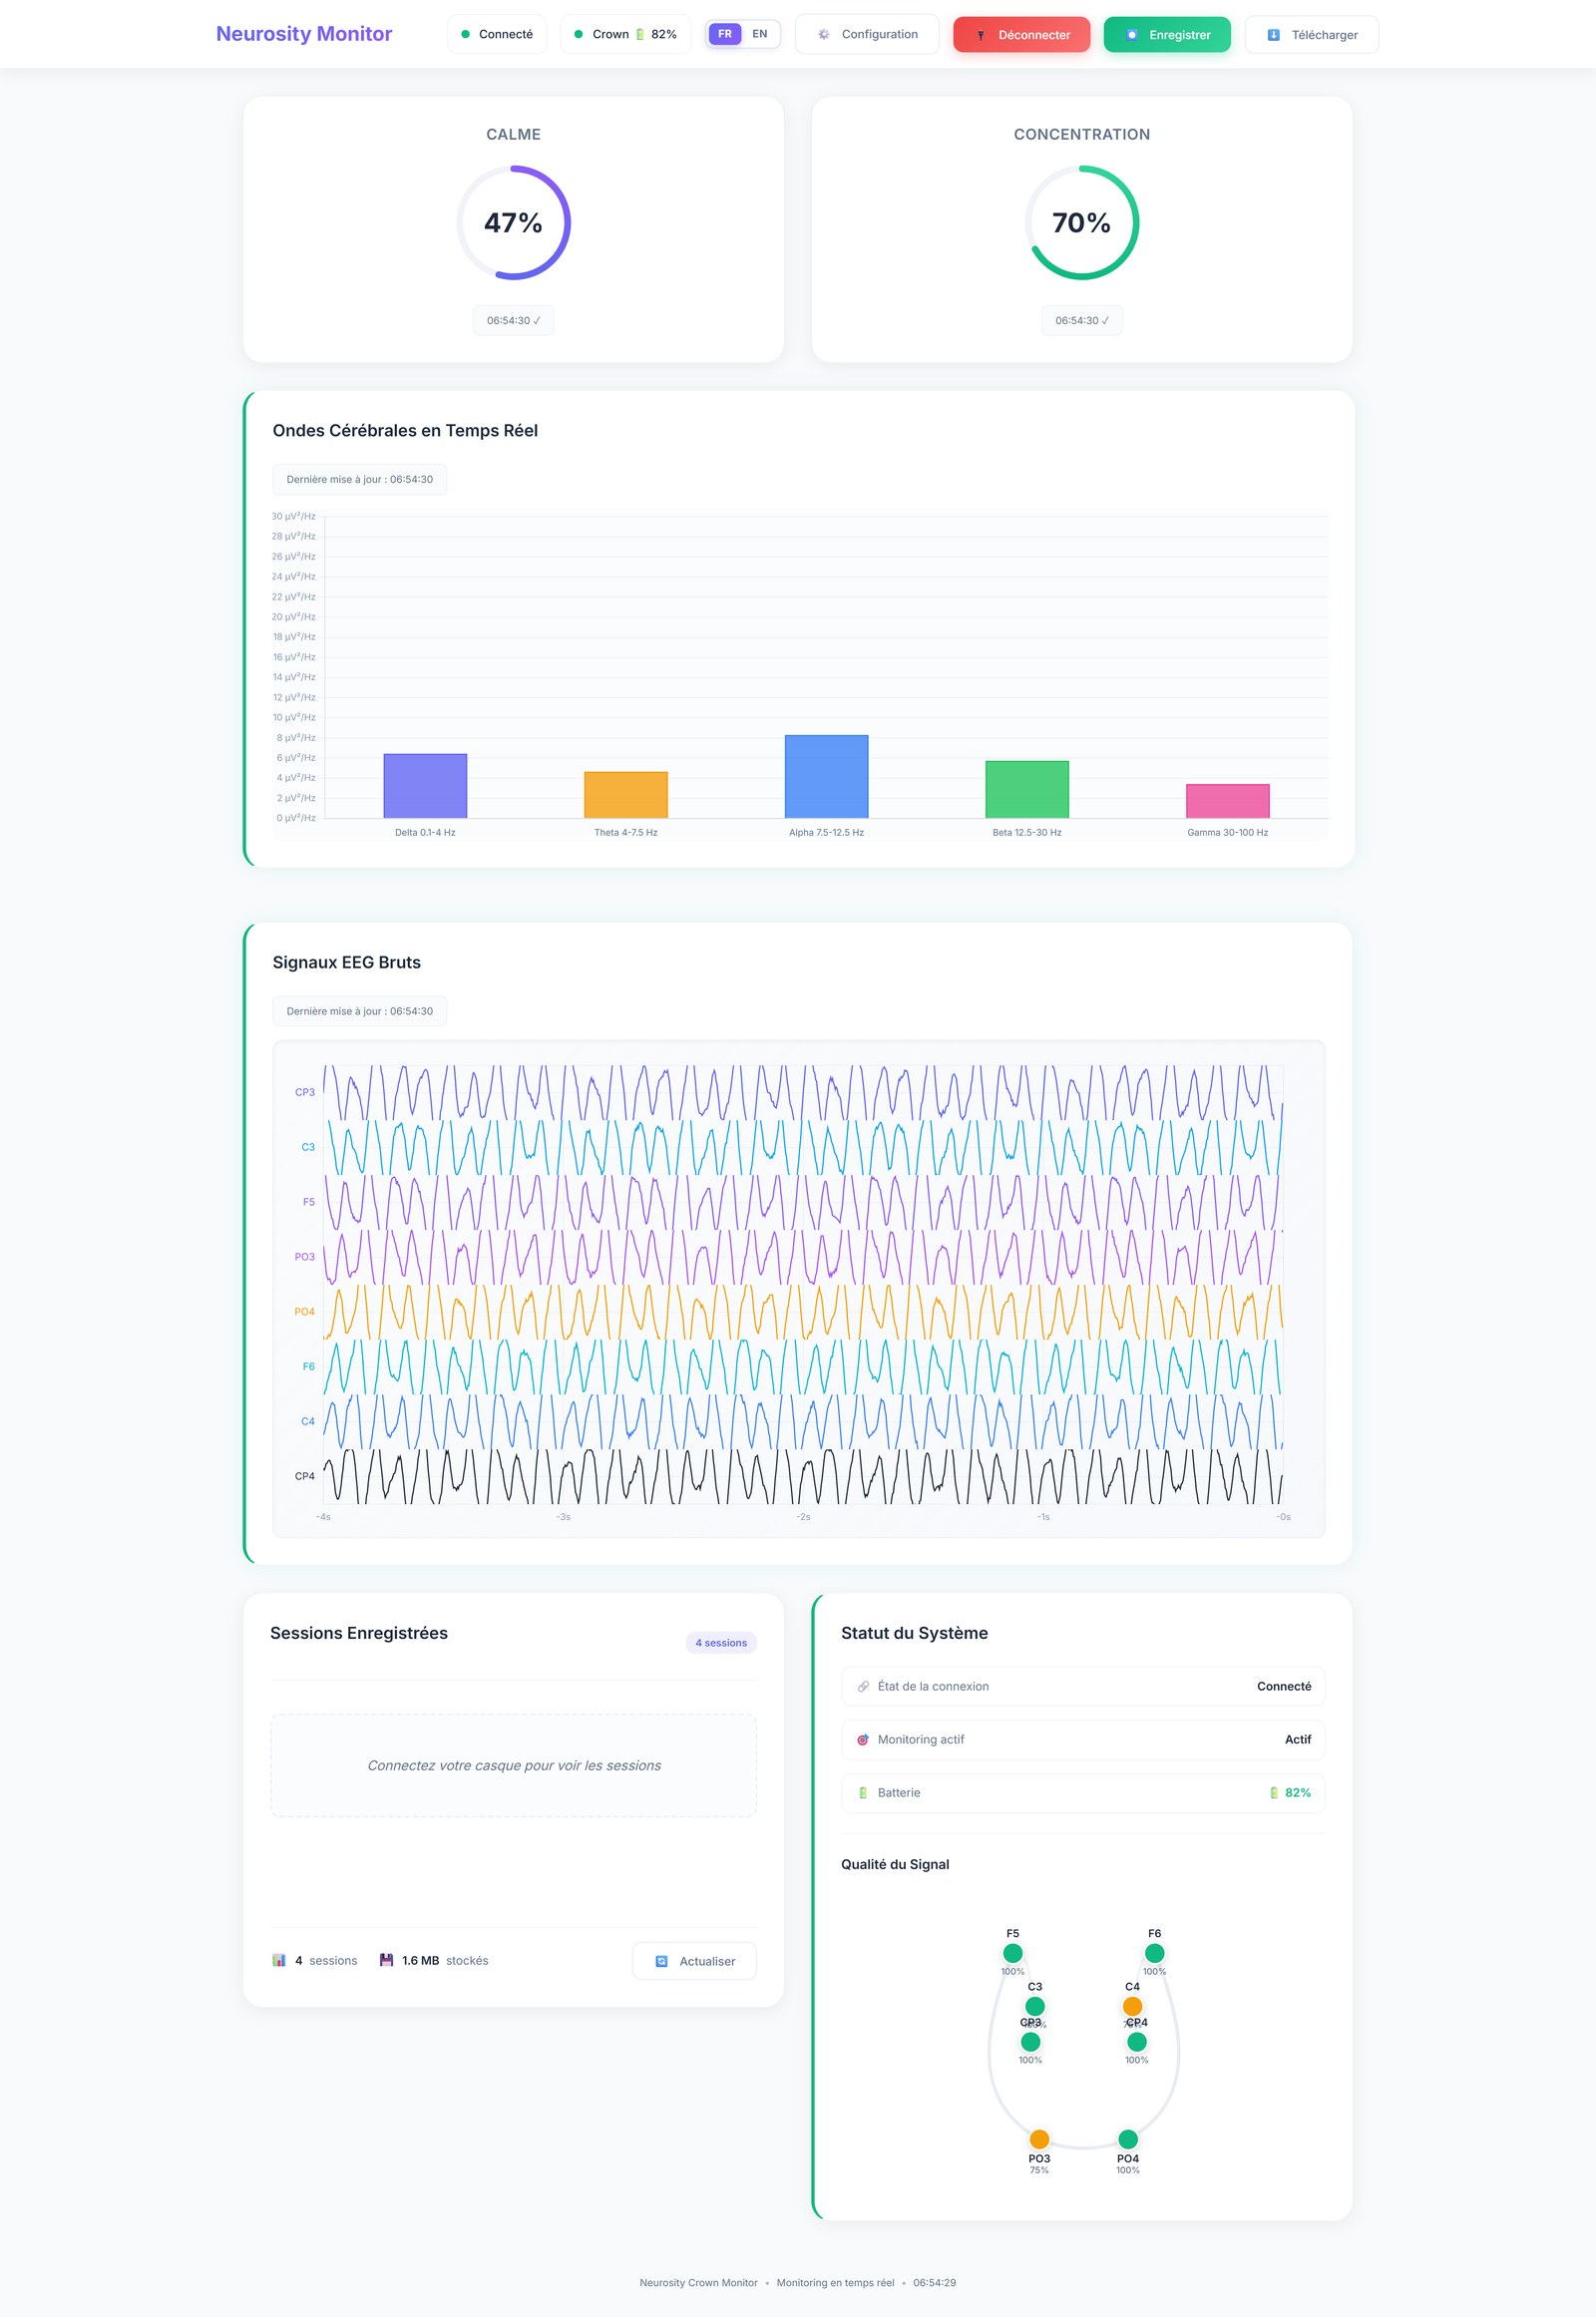 Neurosity Monitor
Connecté
Crown 82%
FR EN
Configuration
Déconnecter
Enregistrer
Télécharger
CALME
47%
06:54:30 ✓
CONCENTRATION
70%
06:54:30 ✓
Ondes Cérébrales en Temps Réel
Dernière mise à jour : 06:54:30
30 µV²/Hz
28 µV²/Hz
26 µV²/Hz
24 µV²/Hz
22 µV²/Hz
20 µV²/Hz
18 µV²/Hz
16 µV²/Hz
14 µV²/Hz
12 µV²/Hz
10 µV²/Hz
8 µV²/Hz
6 µV²/Hz
4 µV²/Hz
2 µV²/Hz
0 µV²/Hz
Delta 0.1-4 Hz
Theta 4-7.5 Hz
Alpha 7.5-12.5 Hz
Beta 12.5-30 Hz
Gamma 30-100 Hz
Signaux EEG Bruts
Dernière mise à jour : 06:54:30
CP3
C3
F5
PO3
PO4
F6
C4
CP4
-4s
-3s
-2s
-1s
-0s
Sessions Enregistrées
4 sessions
Connectez votre casque pour voir les sessions
4 sessions
1.6 MB stockés
Actualiser
Statut du Système
État de la connexion
Connecté
Monitoring actif
Actif
Batterie
82%
Qualité du Signal
F5
100%
F6
100%
C3
C4
CP3
100%
CP4
100%
PO3
75%
PO4
100%
Neurosity Crown Monitor • Monitoring en temps réel • 06:54:29